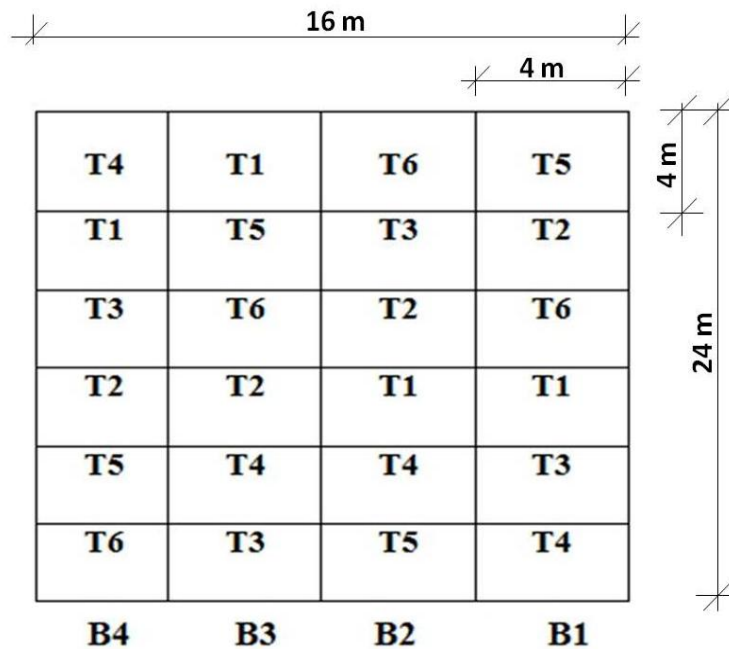 16 m
4 m
4 m
24 m
T4 T1 T6 T5
T1 T5 T3 T2
T3 T6 T2 T6
T2 T2 T1 T1
T5 T4 T4 T3
T6 T3 T5 T4
B4 B3 B2 B1